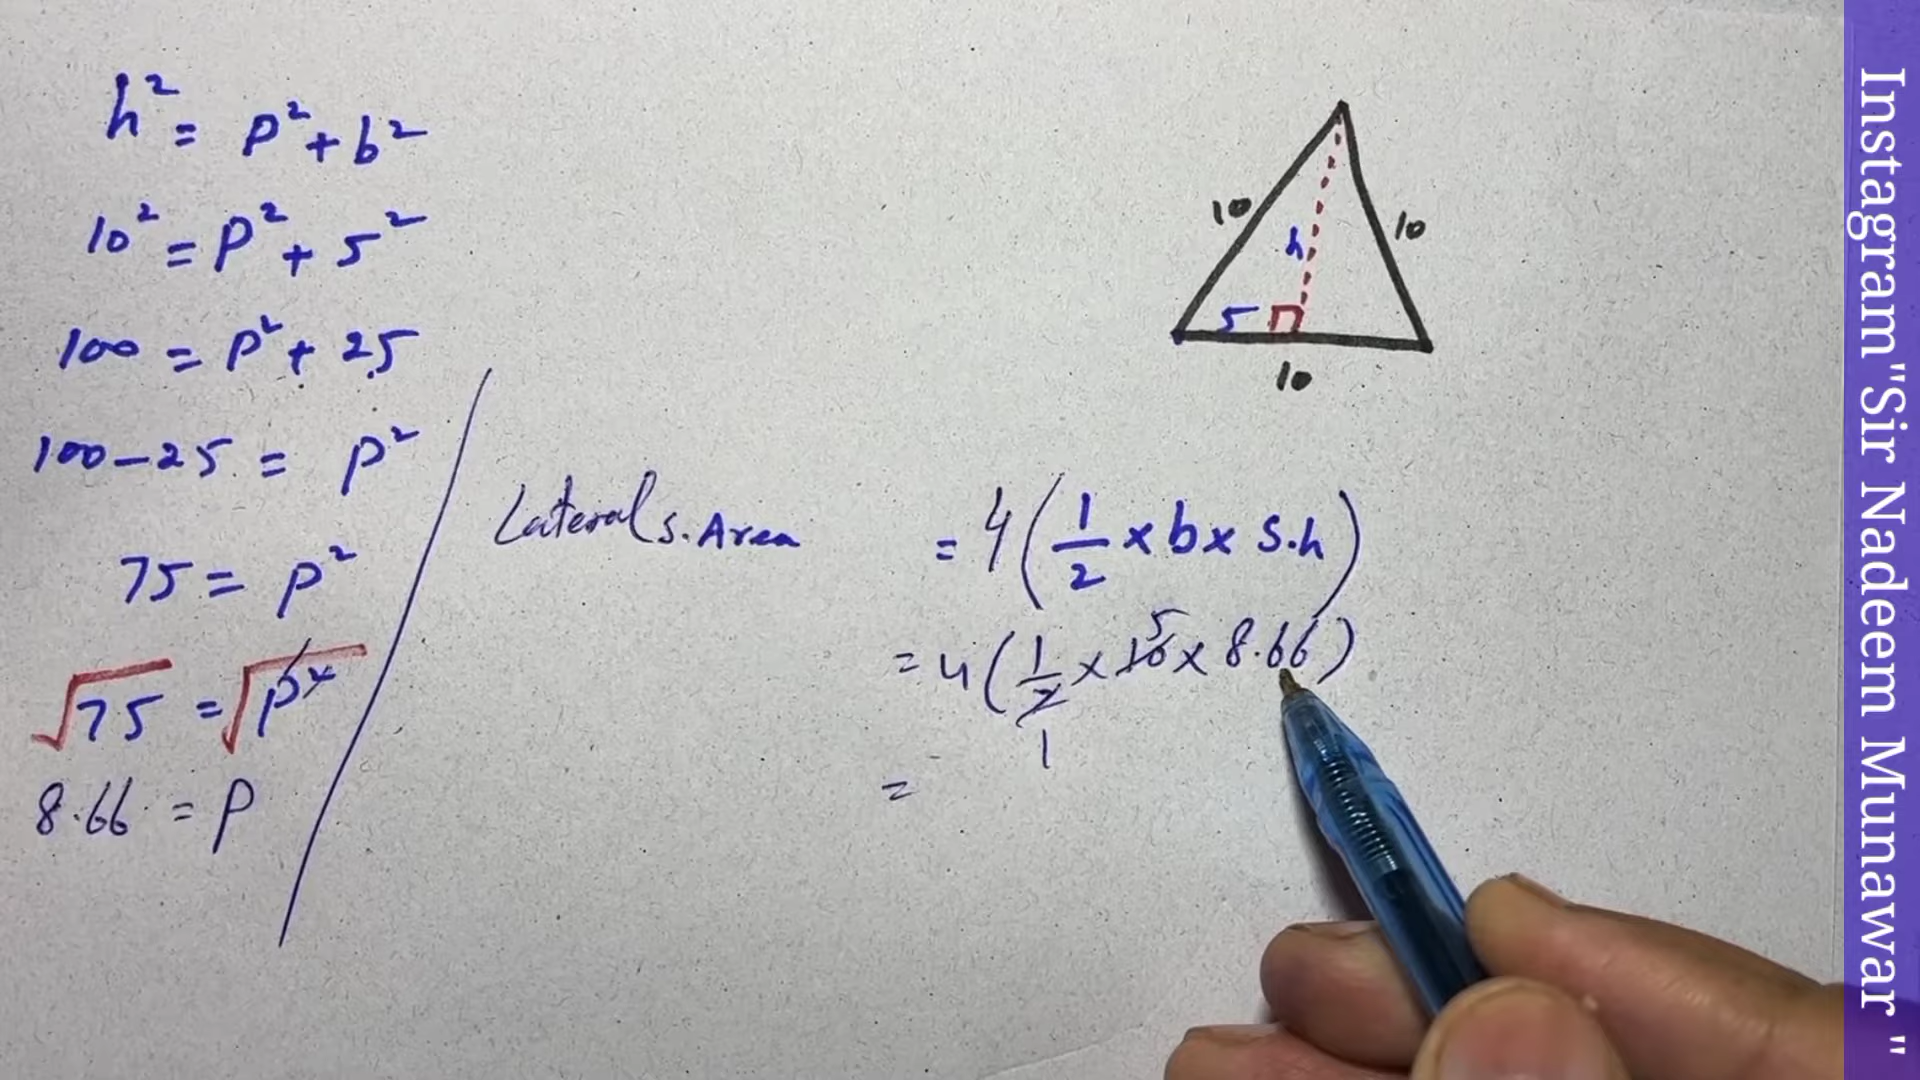 h² = p² + b²
10² = p² + 5²
100 = p² + 25
100 – 25 = p²
75 = p²
√75 = √p²
8.66 = p
10
10
h
5
10
Lateral s. Area = 4(1/2 × b × s.h)
= 4(1/2 × 10 × 8.66)
5
1
=
Instagram"Sir Nadeem Munawar"